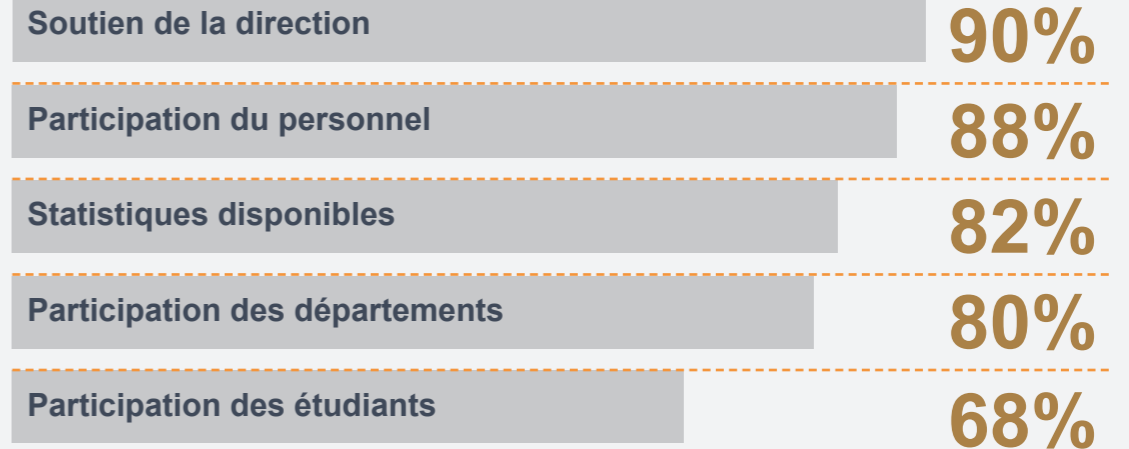 Soutien de la direction 90%
Participation du personnel 88%
Statistiques disponibles 82%
Participation des départements 80%
Participation des étudiants 68%